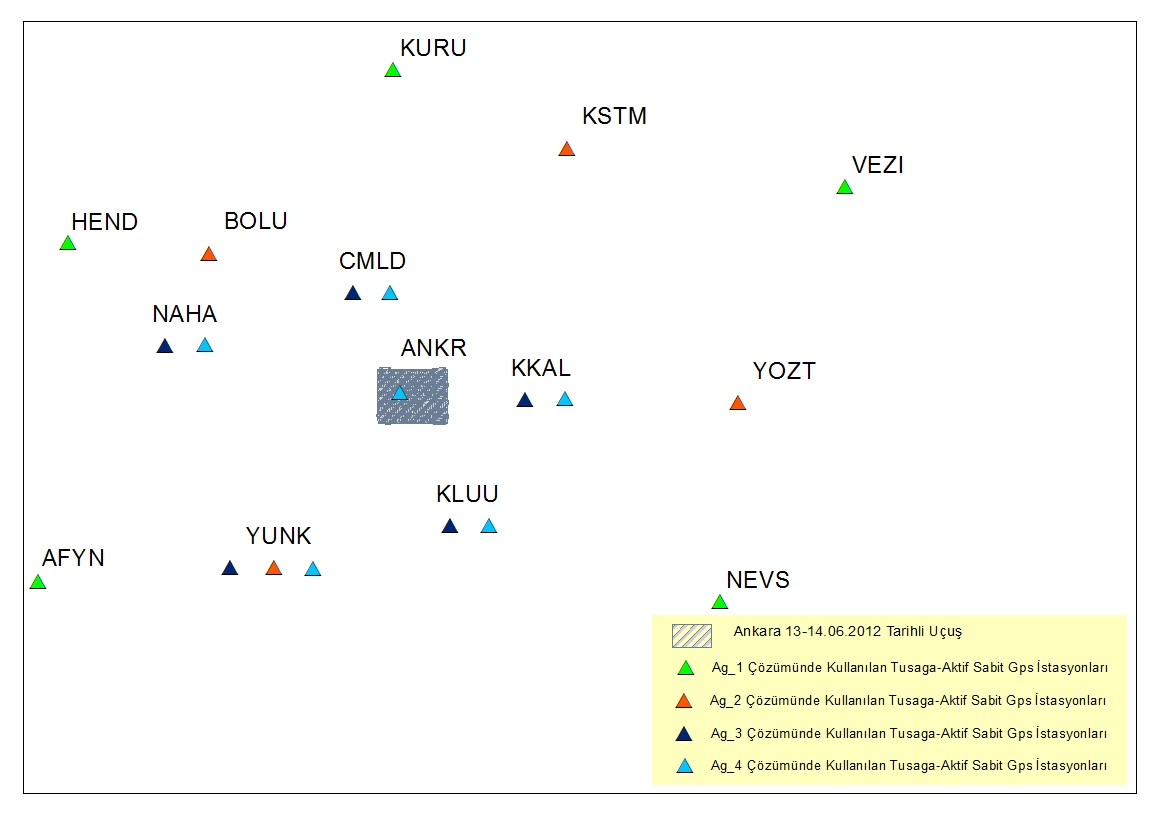 KURU
KSTM
VEZI
HEND
BOLU
CMLD
NAHA
ANKR
KKAL
YOZT
KLUU
YUNK
AFYN
NEVS
Ankara 13-14.06.2012 Tarihli Uçuş
Ag_1 Çözümünde Kullanılan Tusaga-Aktif Sabit Gps İstasyonları
Ag_2 Çözümünde Kullanılan Tusaga-Aktif Sabit Gps İstasyonları
Ag_3 Çözümünde Kullanılan Tusaga-Aktif Sabit Gps İstasyonları
Ag_4 Çözümünde Kullanılan Tusaga-Aktif Sabit Gps İstasyonları